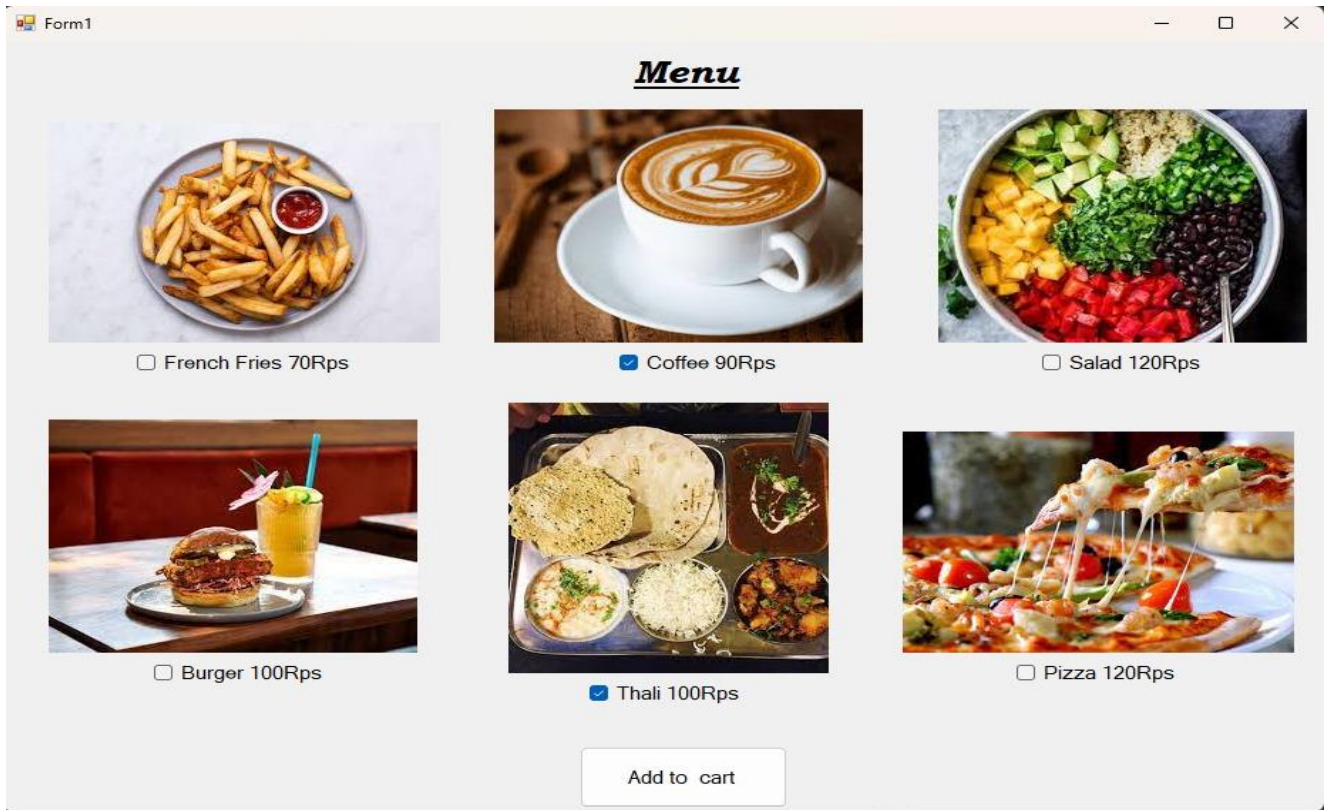 Form1
Menu
French Fries 70Rps
Coffee 90Rps
Salad 120Rps
Burger 100Rps
Thali 100Rps
Pizza 120Rps
Add to  cart